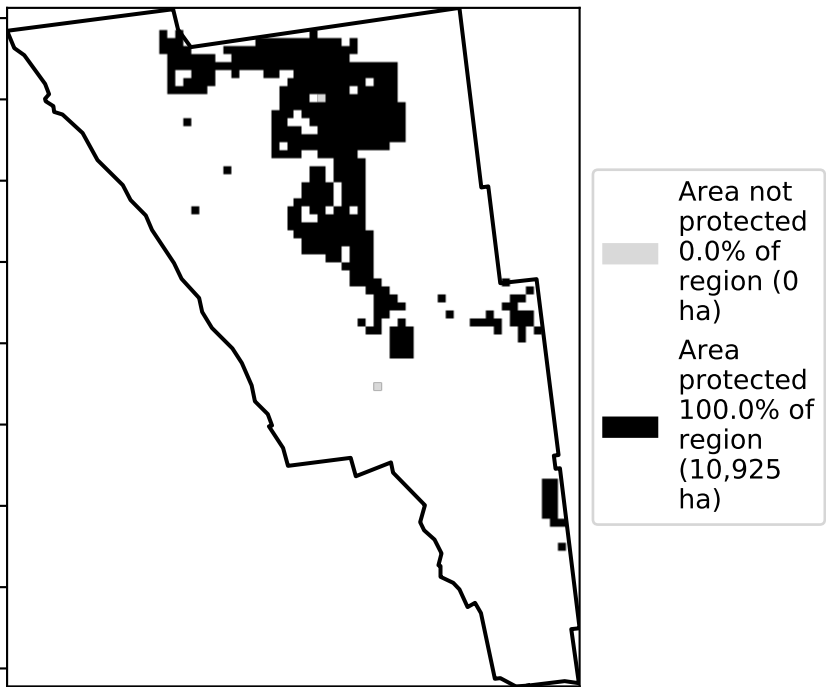 Area not
protected
0.0% of
region (0
ha)
Area
protected
100.0% of
region
(10,925
ha)